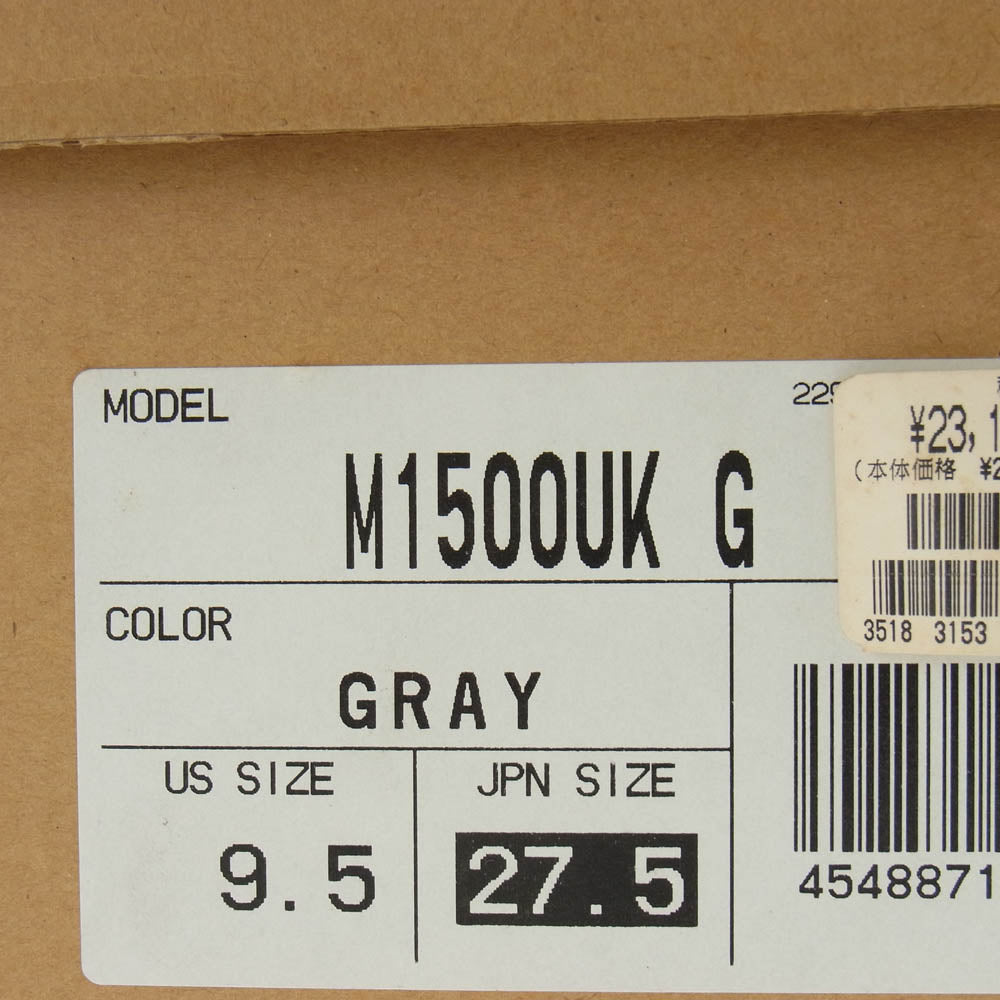 MODEL
229
M1500UK G
¥23,1
(本体価格 ¥2
3518 3153
COLOR
GRAY
US SIZE
JPN SIZE
9.5
27.5
4548871